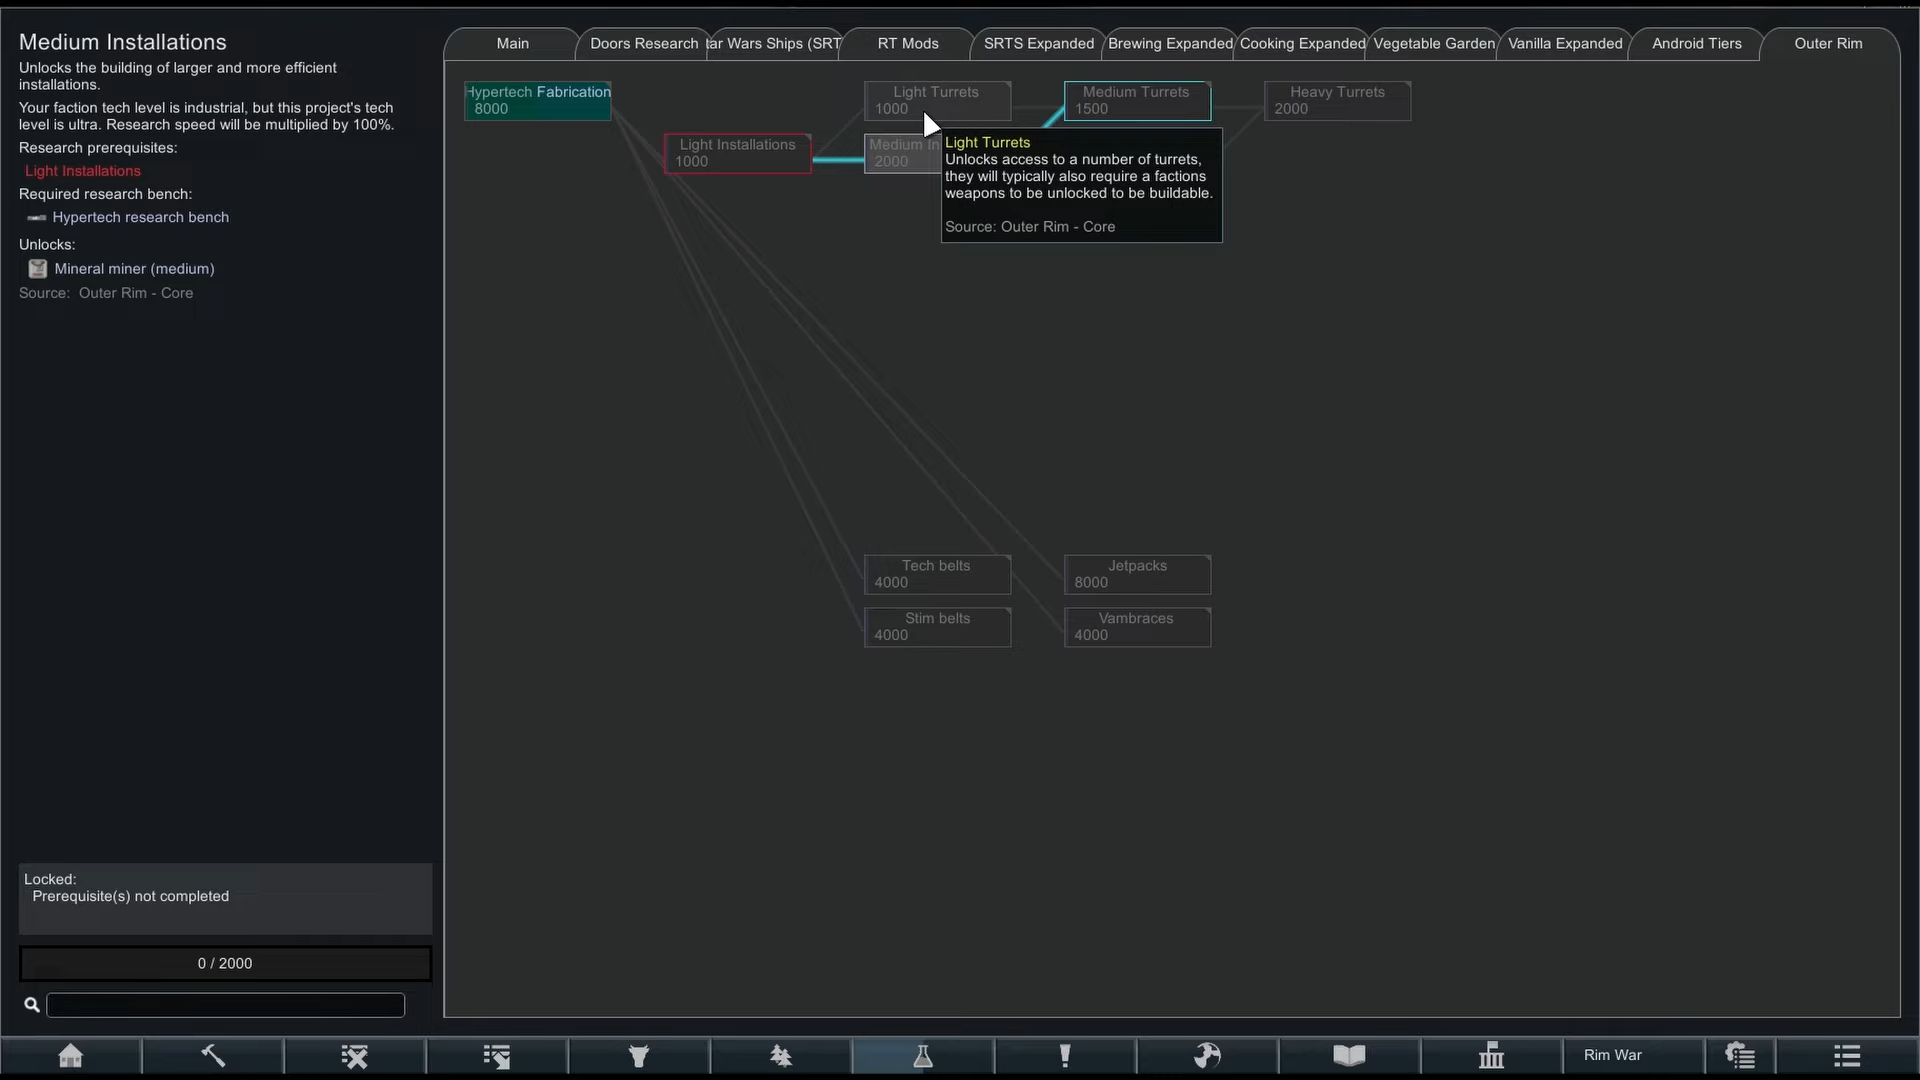 Medium Installations
Unlocks the building of larger and more efficient
installations.
Your faction tech level is industrial, but this project's tech
level is ultra. Research speed will be multiplied by 100%.
Research prerequisites:
Light Installations
Required research bench:
Hypertech research bench
Unlocks:
Mineral miner (medium)
Source: Outer Rim - Core
Locked:
Prerequisite(s) not completed
0 / 2000
Main
Doors Research
tar Wars Ships (SRT
RT Mods
SRTS Expanded
Brewing Expanded
Cooking Expanded
Vegetable Garden
Vanilla Expanded
Android Tiers
Outer Rim
Hypertech Fabrication
8000
Light Turrets
1000
Medium Turrets
1500
Heavy Turrets
2000
Light Installations
1000
Medium In
2000
Light Turrets
Unlocks access to a number of turrets,
they will typically also require a factions
weapons to be unlocked to be buildable.
Source: Outer Rim - Core
Tech belts
4000
Jetpacks
8000
Stim belts
4000
Vambraces
4000
Rim War